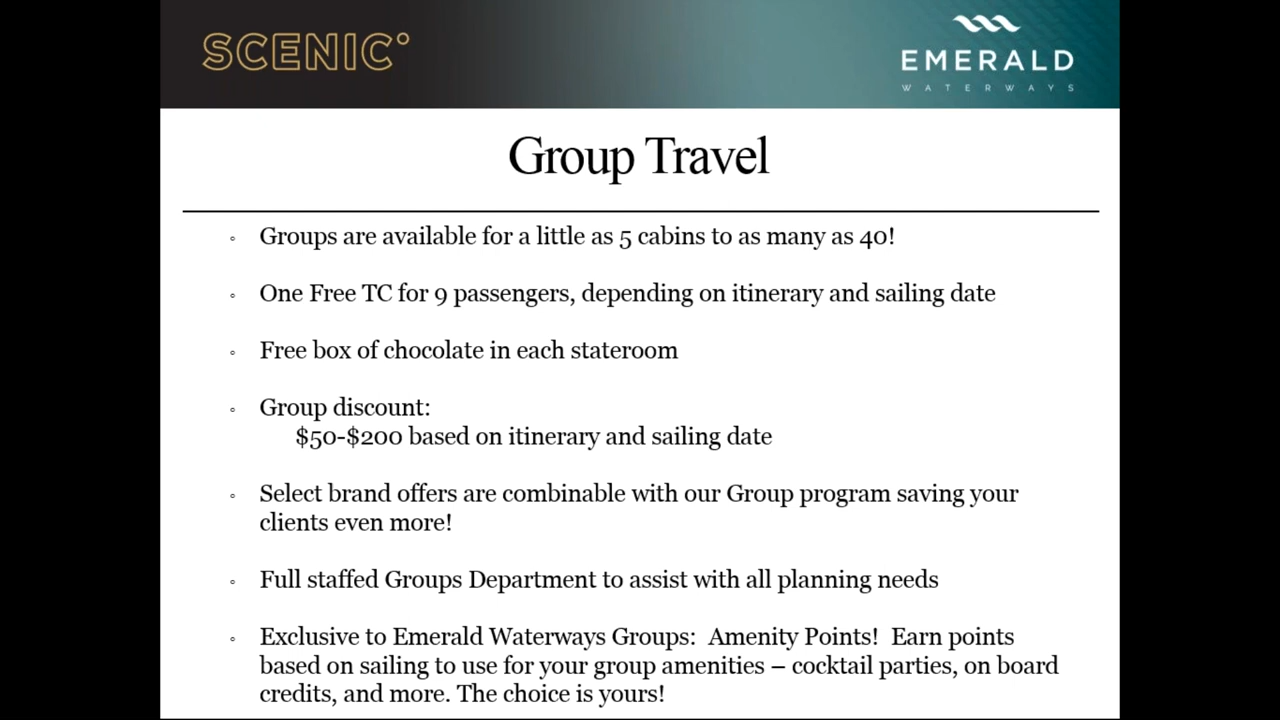 SCENIC°
EMERALD
WATERWAYS
Group Travel
◦ Groups are available for a little as 5 cabins to as many as 40!
◦ One Free TC for 9 passengers, depending on itinerary and sailing date
◦ Free box of chocolate in each stateroom
◦ Group discount:
$50-$200 based on itinerary and sailing date
◦ Select brand offers are combinable with our Group program saving your
clients even more!
◦ Full staffed Groups Department to assist with all planning needs
◦ Exclusive to Emerald Waterways Groups:  Amenity Points!  Earn points
based on sailing to use for your group amenities – cocktail parties, on board
credits, and more. The choice is yours!